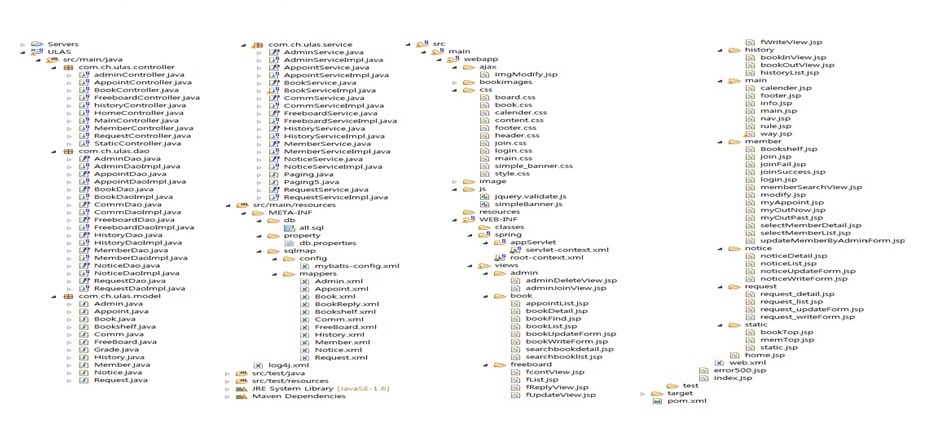 Servers
ULAS
src/main/java
com.ch.ulas.controller
adminController.java
AppointController.java
BookController.java
FreeboardController.java
historyController.java
HomeController.java
MainController.java
MemberController.java
RequestController.java
StaticController.java
com.ch.ulas.dao
AdminDao.java
AdminDaoImpl.java
AppointDao.java
AppointDaoImpl.java
BookDao.java
BookDaoImpl.java
CommDao.java
CommDaoImpl.java
FreeboardDao.java
FreeboardDaoImpl.java
HistoryDao.java
HistoryDaoImpl.java
MemberDao.java
MemberDaoImpl.java
NoticeDao.java
NoticeDaoImpl.java
RequestDao.java
RequestDaoImpl.java
com.ch.ulas.model
Admin.java
Appoint.java
Book.java
Bookshelf.java
Comm.java
FreeBoard.java
Grade.java
History.java
Member.java
Notice.java
Request.java
com.ch.ulas.service
AdminService.java
AdminServiceImpl.java
AppointService.java
AppointServiceImpl.java
BookService.java
BookServiceImpl.java
CommService.java
CommServiceImpl.java
FreeboardService.java
FreeboardServiceImpl.java
HistoryService.java
HistoryServiceImpl.java
MemberService.java
MemberServiceImpl.java
NoticeService.java
NoticeServiceImpl.java
Paging.java
Paging5.java
RequestService.java
RequestServiceImpl.java
src/main/resources
META-INF
db
all.sql
property
db.properties
sqlmap
config
mybatis-config.xml
mappers
Admin.xml
Appoint.xml
Book.xml
BookReply.xml
Bookshelf.xml
Comm.xml
FreeBoard.xml
History.xml
Member.xml
Notice.xml
Request.xml
log4j.xml
src/test/java
src/test/resources
JRE System Library [JavaSE-1.6]
Maven Dependencies
src
main
webapp
ajax
imgModify.jsp
bookimages
css
board.css
book.css
calender.css
content.css
footer.css
header.css
join.css
login.css
main.css
simple_banner.css
style.css
image
js
jquery.validate.js
simpleBanner.js
resources
WEB-INF
classes
spring
appServlet
servlet-context.xml
root-context.xml
views
admin
adminDeleteView.jsp
adminJoinView.jsp
book
appointList.jsp
bookDetail.jsp
bookFind.jsp
bookList.jsp
bookUpdateForm.jsp
bookWriteForm.jsp
searchbookdetail.jsp
searchbooklist.jsp
freeboard
fcontView.jsp
fList.jsp
fReplyView.jsp
fUpdateView.jsp
fWriteView.jsp
history
bookInView.jsp
bookOutView.jsp
historyList.jsp
main
calender.jsp
footer.jsp
info.jsp
main.jsp
nav.jsp
rule.jsp
way.jsp
member
Bookshelf.jsp
join.jsp
joinFail.jsp
joinSuccess.jsp
login.jsp
memberSearchView.jsp
modify.jsp
myAppoint.jsp
myOutNow.jsp
myOutPast.jsp
selectMemberDetail.jsp
selectMemberList.jsp
updateMemberByAdminForm.jsp
notice
noticeDetail.jsp
noticeList.jsp
noticeUpdateForm.jsp
noticeWriteForm.jsp
request
request_detail.jsp
request_list.jsp
request_updateForm.jsp
request_writeForm.jsp
static
bookTop.jsp
memTop.jsp
static.jsp
home.jsp
web.xml
error500.jsp
index.jsp
test
target
pom.xml